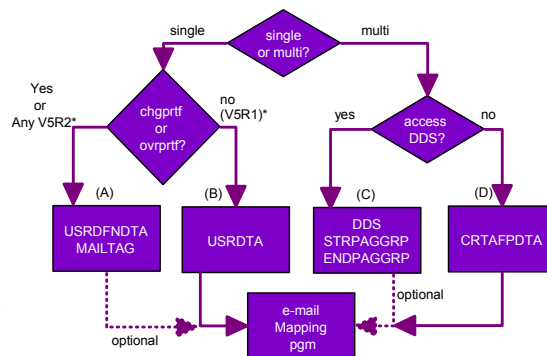 single
single
or multi?
multi
Yes
or
Any V5R2*
chgprtf
or
ovrprtf?
no
(V5R1)*
yes
access
DDS?
no
(A)
(B)
(C)
(D)
USRDFNDTA
MAILTAG
USRDTA
DDS
STRPAGGRP
ENDPAGGRP
CRTAFPDTA
optional
optional
e-mail
Mapping
pgm